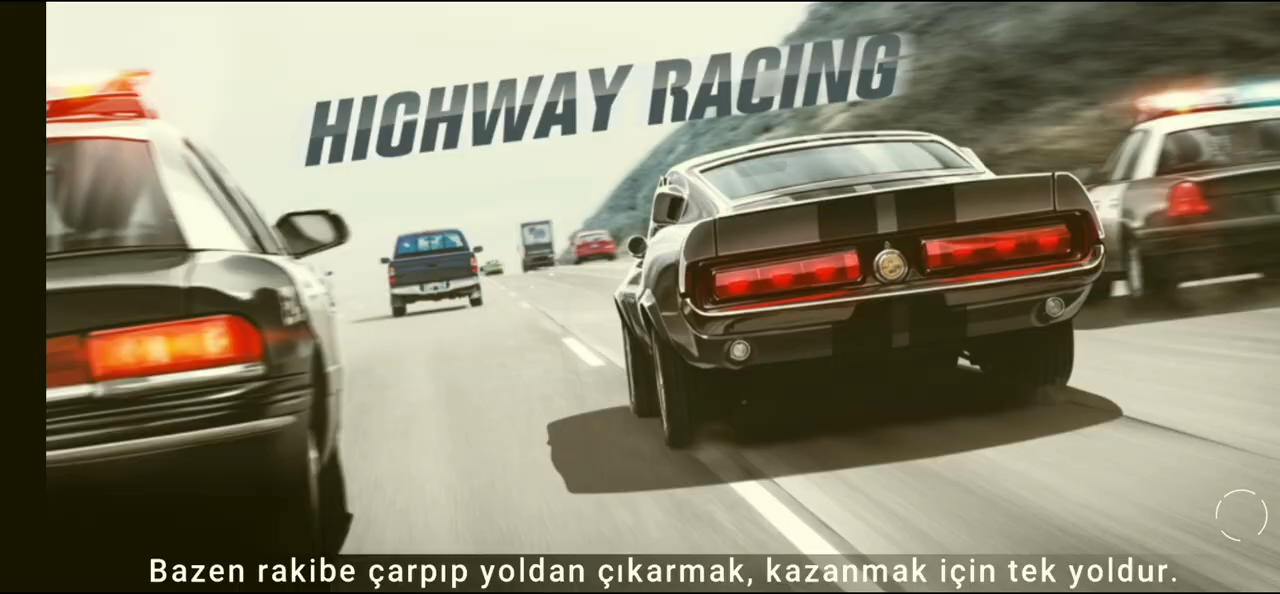 HIGHWAY RACING
Bazen rakibe çarpıp yoldan çıkarmak, kazanmak için tek yoldur.